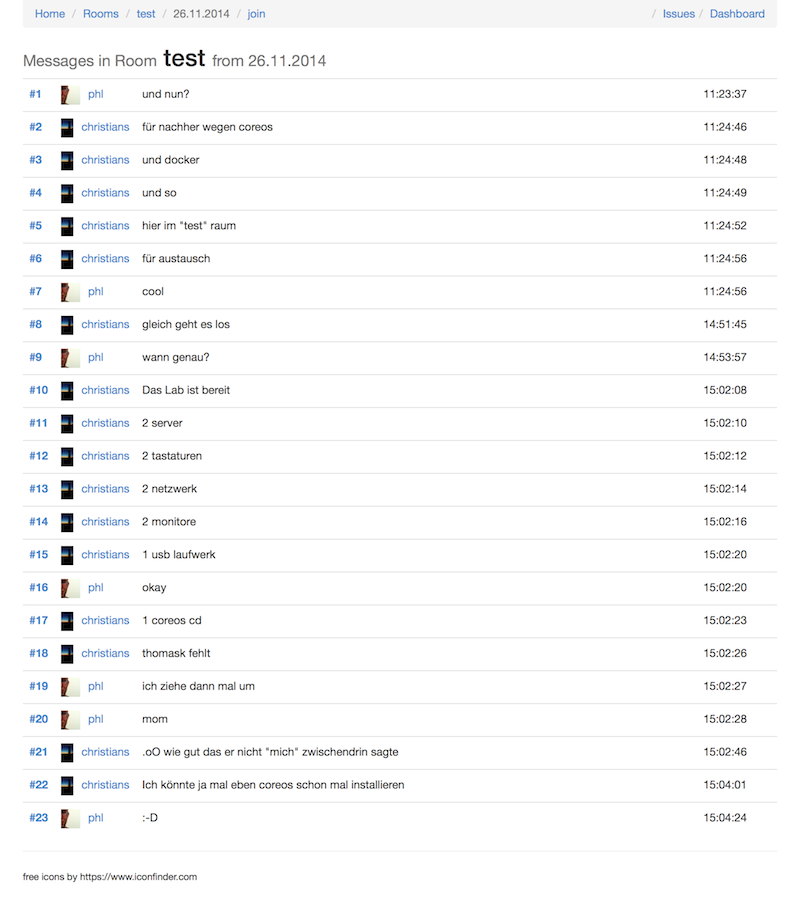 Home / Rooms / test / 26.11.2014 / join / Issues / Dashboard
Messages in Room test from 26.11.2014
#1 phl und nun? 11:23:37
#2 christians für nachher wegen coreos 11:24:46
#3 christians und docker 11:24:48
#4 christians und so 11:24:49
#5 christians hier im "test" raum 11:24:52
#6 christians für austausch 11:24:56
#7 phl cool 11:24:56
#8 christians gleich geht es los 14:51:45
#9 phl wann genau? 14:53:57
#10 christians Das Lab ist bereit 15:02:08
#11 christians 2 server 15:02:10
#12 christians 2 tastaturen 15:02:12
#13 christians 2 netzwerk 15:02:14
#14 christians 2 monitore 15:02:16
#15 christians 1 usb laufwerk 15:02:20
#16 phl okay 15:02:20
#17 christians 1 coreos cd 15:02:23
#18 christians thomask fehlt 15:02:26
#19 phl ich ziehe dann mal um 15:02:27
#20 phl mom 15:02:28
#21 christians .oO wie gut das er nicht "mich" zwischendrin sagte 15:02:46
#22 christians Ich könnte ja mal eben coreos schon mal installieren 15:04:01
#23 phl :-D 15:04:24
free icons by https://www.iconfinder.com